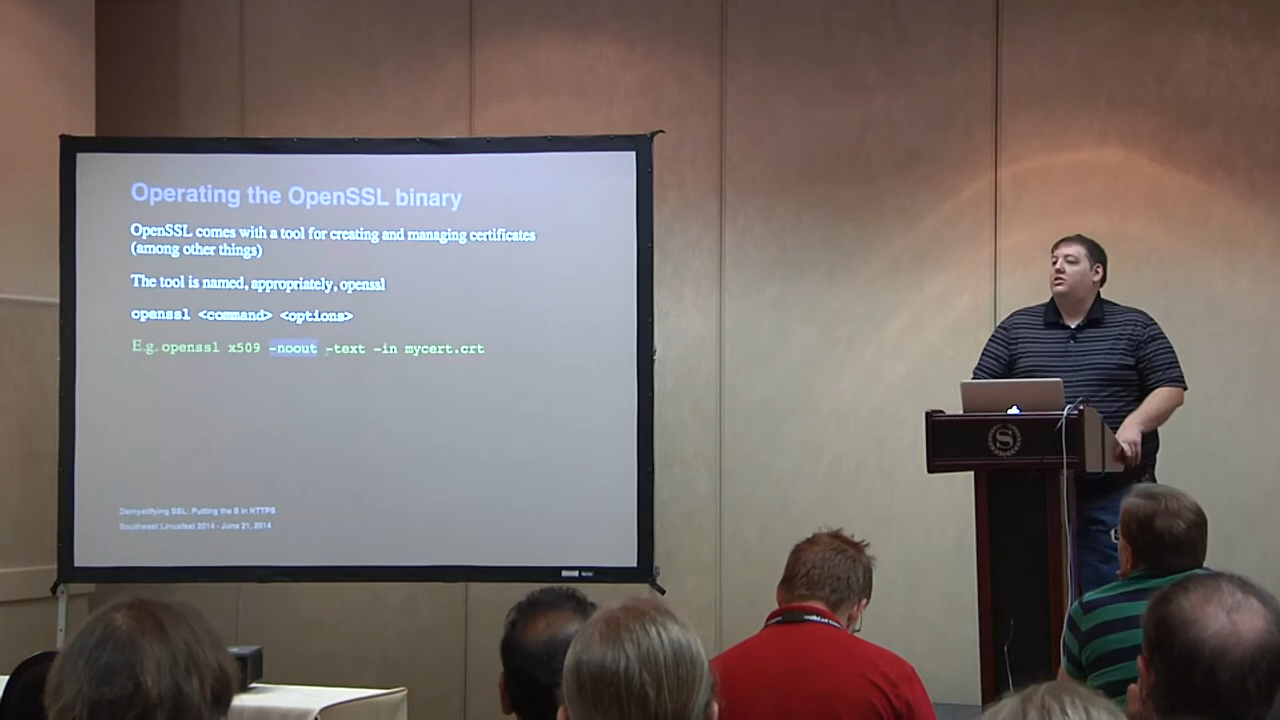 Operating the OpenSSL binary
OpenSSL comes with a tool for creating and managing certificates
(among other things)
The tool is named, appropriately, openssl
openssl <command> <options>
E.g. openssl x509 -noout -text -in mycert.crt
Demystifying SSL: Putting the S in HTTPS
Southeast Linuxfest 2014 - June 21, 2014
S